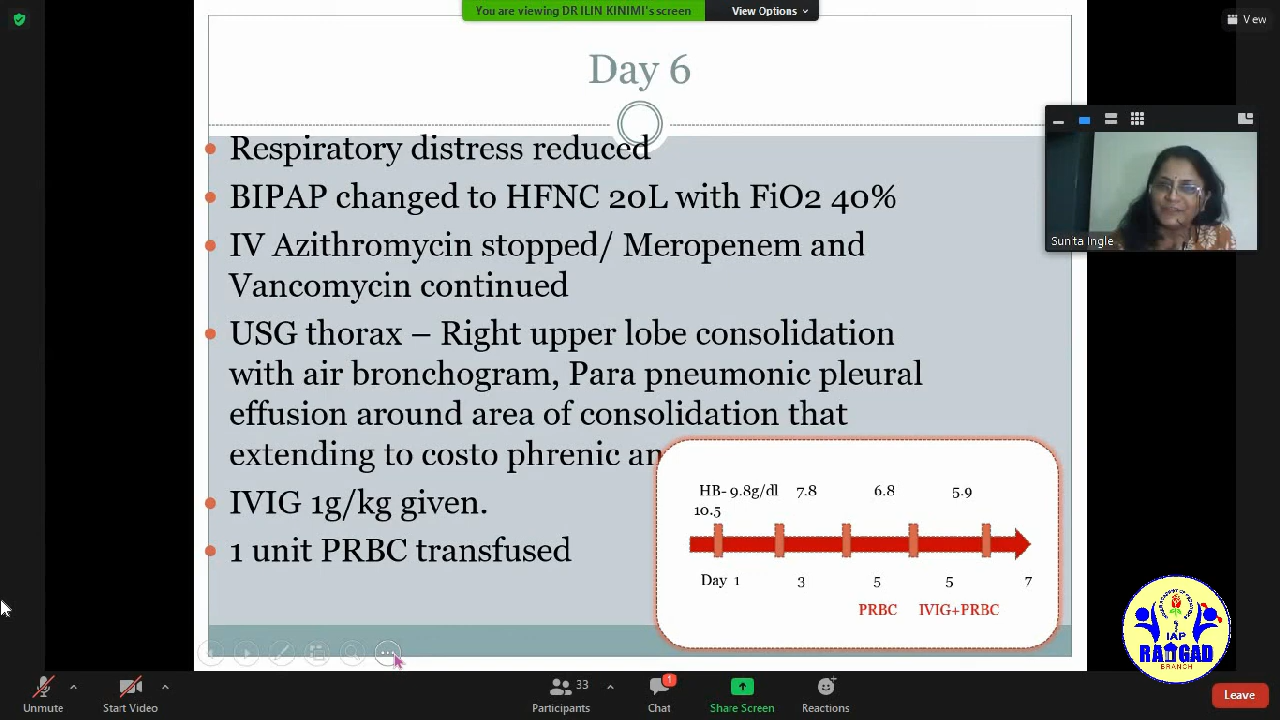 You are viewing DR ILIN KINIMI's screen
View Options
View
Day 6
Respiratory distress reduced
BIPAP changed to HFNC 20L with FiO2 40%
IV Azithromycin stopped/ Meropenem and
Vancomycin continued
USG thorax – Right upper lobe consolidation
with air bronchogram, Para pneumonic pleural
effusion around area of consolidation that
extending to costo phrenic an
IVIG 1g/kg given.
1 unit PRBC transfused
HB- 9.8g/dl 7.8 6.8 5.9
10.5
Day 1 3 5 5 7
PRBC IVIG+PRBC
Sunita Ingle
IAP
RAIGAD
BRANCH
Unmute
Start Video
33
Participants
1
Chat
Share Screen
Reactions
Leave